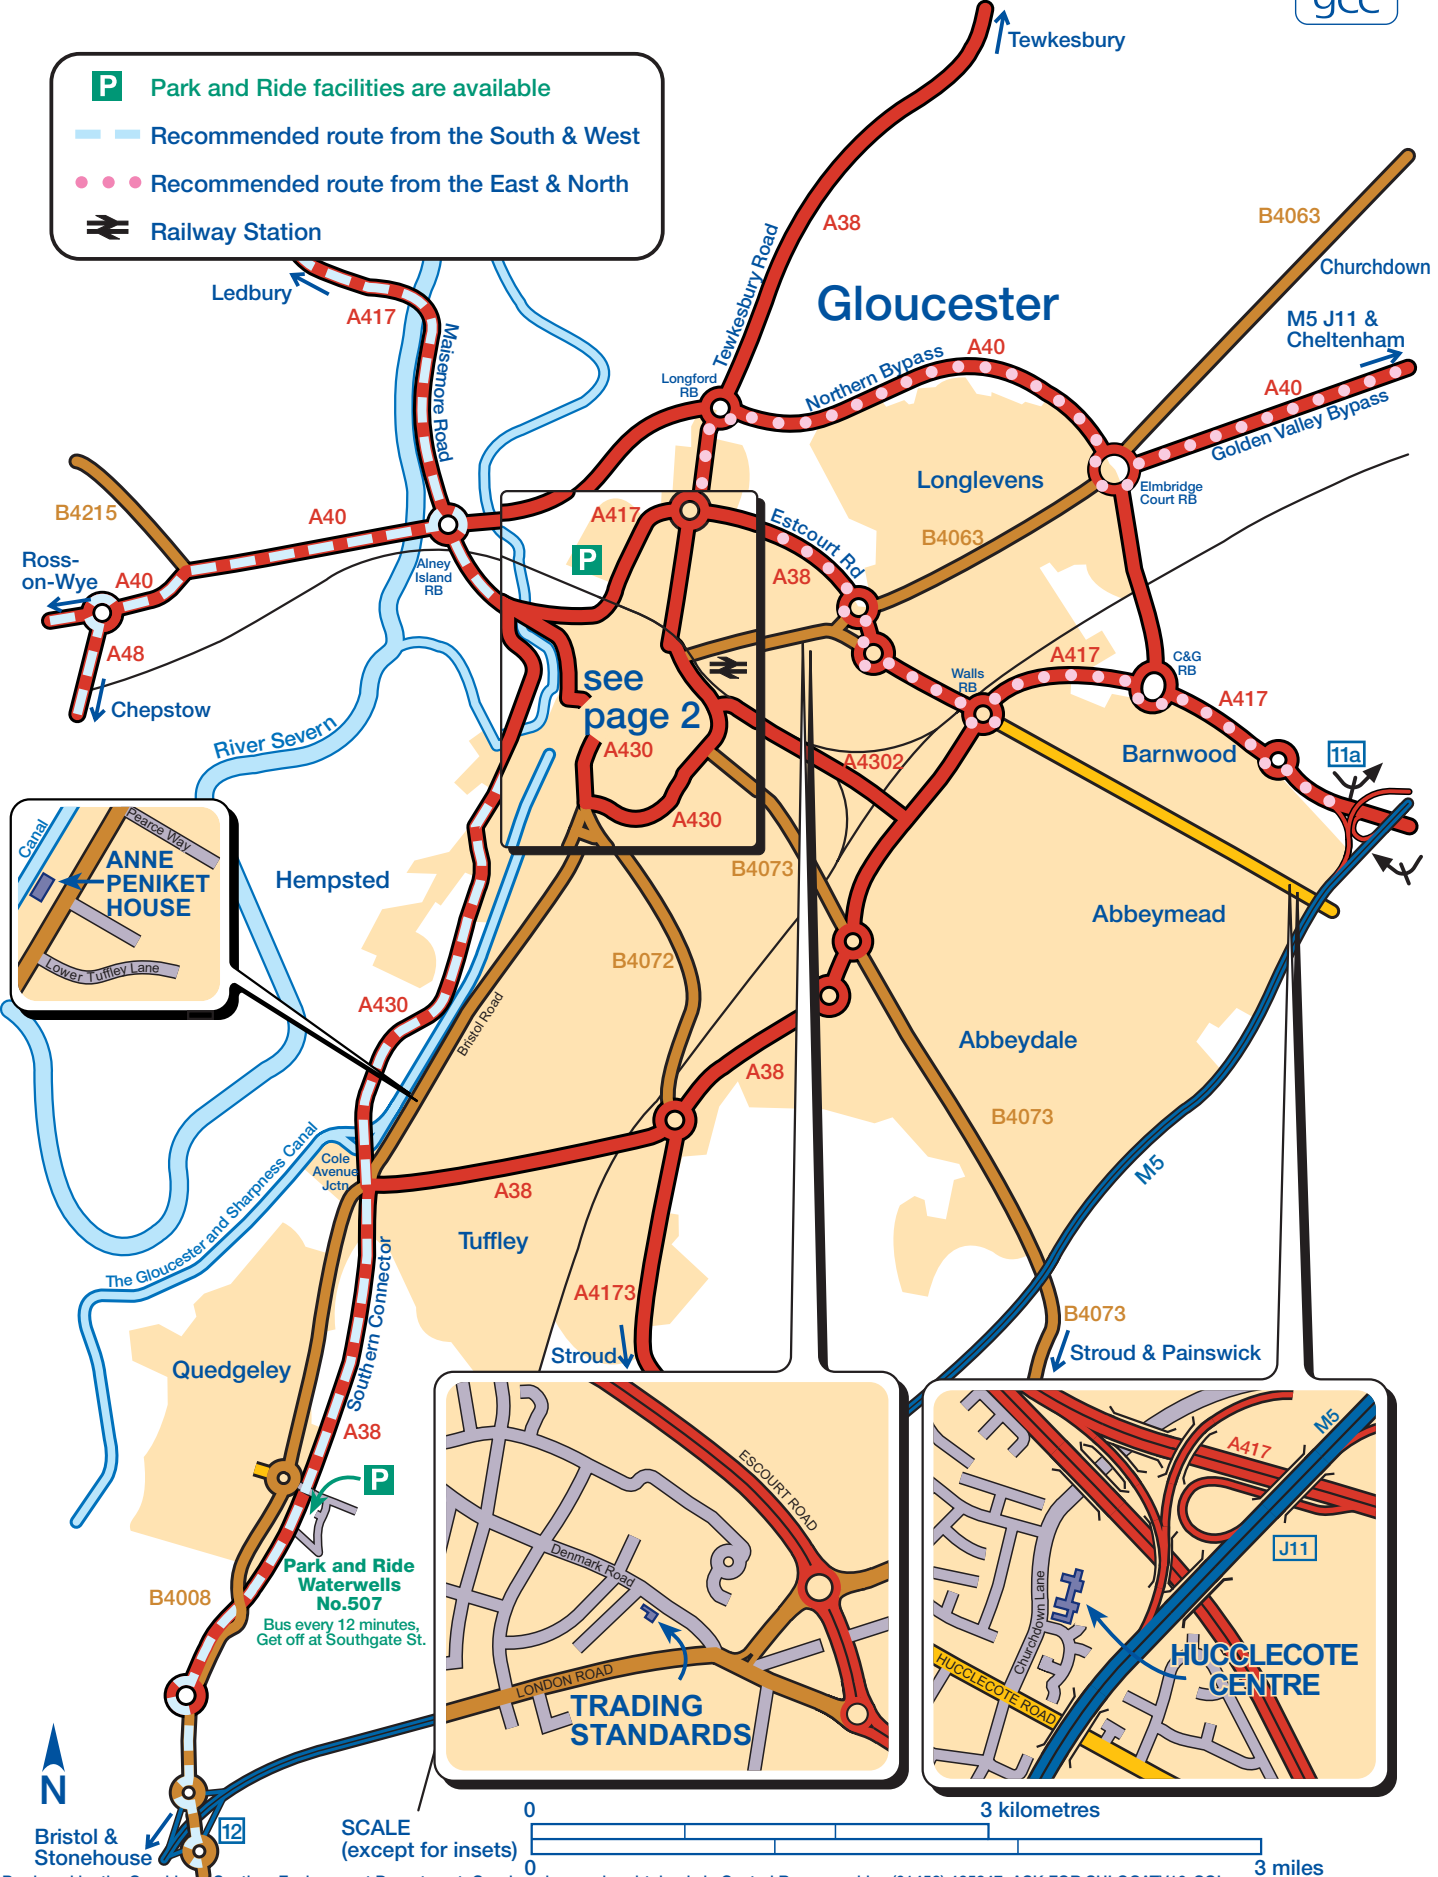 gcc
Tewkesbury
P Park and Ride facilities are available
Recommended route from the South & West
Recommended route from the East & North
Railway Station
A38
Tewkesbury Road
B4063
Churchdown
Gloucester
M5 J11 &
Cheltenham
Ledbury
A417
Maisemore Road
Longford
RB
Northern Bypass
A40
A40
Golden Valley Bypass
Longlevens
Elmbridge
Court RB
B4215
A40
A417
Estcourt Rd
B4063
P
Ross-
on-Wye
A40
Alney
Island
RB
A38
A48
Chepstow
see
page 2
Walls
RB
A417
C&G
RB
A417
River Severn
A430
A4302
Barnwood
11a
A430
Canal
Pearce Way
ANNE
PENIKET
HOUSE
Lower Tuffley Lane
Hempsted
B4073
Abbeymead
B4072
A430
Bristol Road
Abbeydale
A38
B4073
M5
The Gloucester and Sharpness Canal
Cole
Avenue
Jctn
A38
Tuffley
Southern Connector
A4173
B4073
Stroud
Stroud & Painswick
Quedgeley
A38
P
Park and Ride
Waterwells
No.507
Bus every 12 minutes,
Get off at Southgate St.
B4008
ESCOURT ROAD
Denmark Road
LONDON ROAD
TRADING
STANDARDS
M5
A417
J11
Churchdown Lane
HUCCLECOTE
CENTRE
HUCCLECOTE ROAD
N
Bristol &
Stonehouse
12
SCALE
(except for insets)
0
3 kilometres
0
3 miles